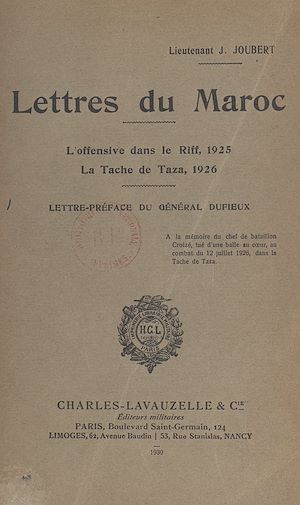 Lieutenant J. JOUBERT
Lettres du Maroc
L'offensive dans le Riff, 1925
La Tache de Taza, 1926
LETTRE-PRÉFACE DU GÉNÉRAL DUFIEUX
A la mémoire du chef de bataillon
Croizé, tué d'une balle au cœur, au
combat du 12 juillet 1926, dans la
Tache de Taza.
H.C.L
PARIS
CHARLES-LAVAUZELLE & CIE
Éditeurs militaires
PARIS, Boulevard Saint-Germain, 124
LIMOGES, 62, Avenue Baudin | 53, Rue Stanislas, NANCY
1930